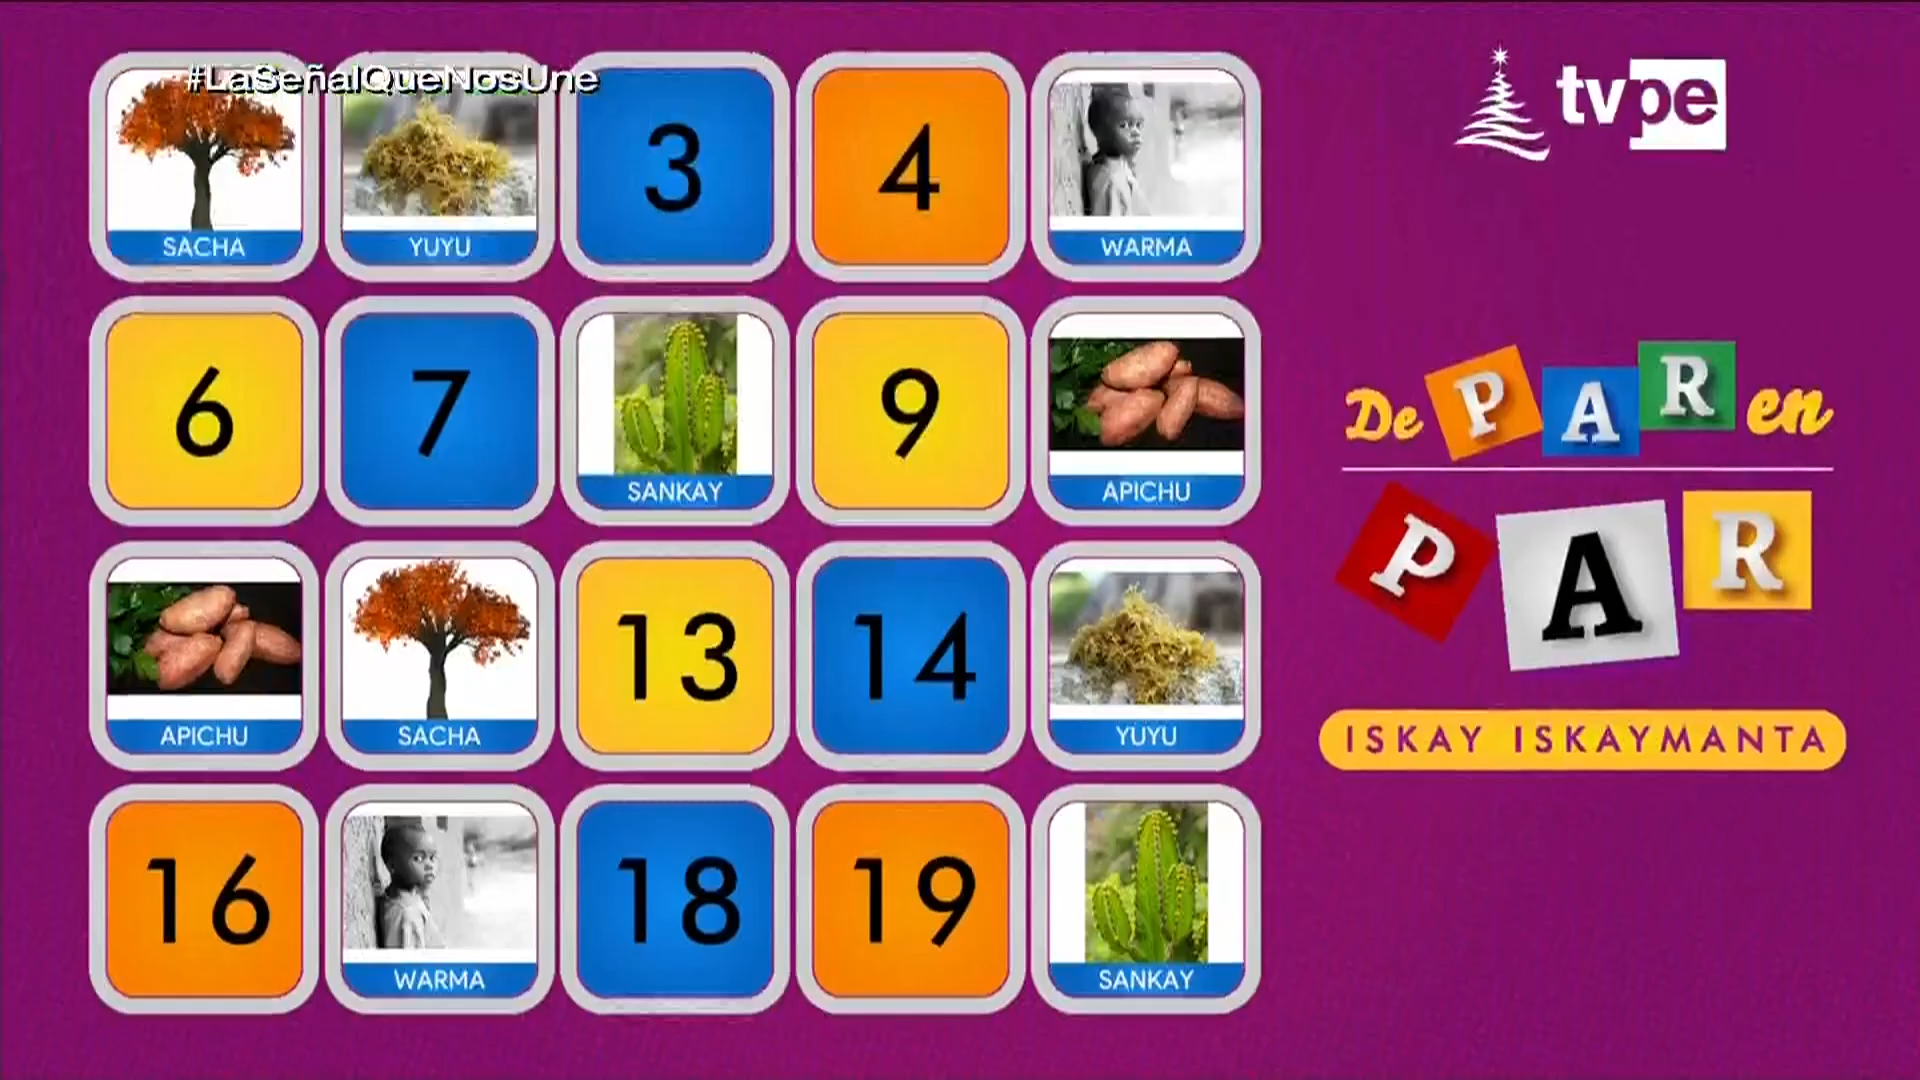 #LaSeñalQueNosUne
tvpe
SACHA
YUYU
3
4
WARMA
6
7
SANKAY
9
APICHU
De PAR en
PAR
ISKAY ISKAYMANTA
APICHU
SACHA
13
14
YUYU
16
WARMA
18
19
SANKAY